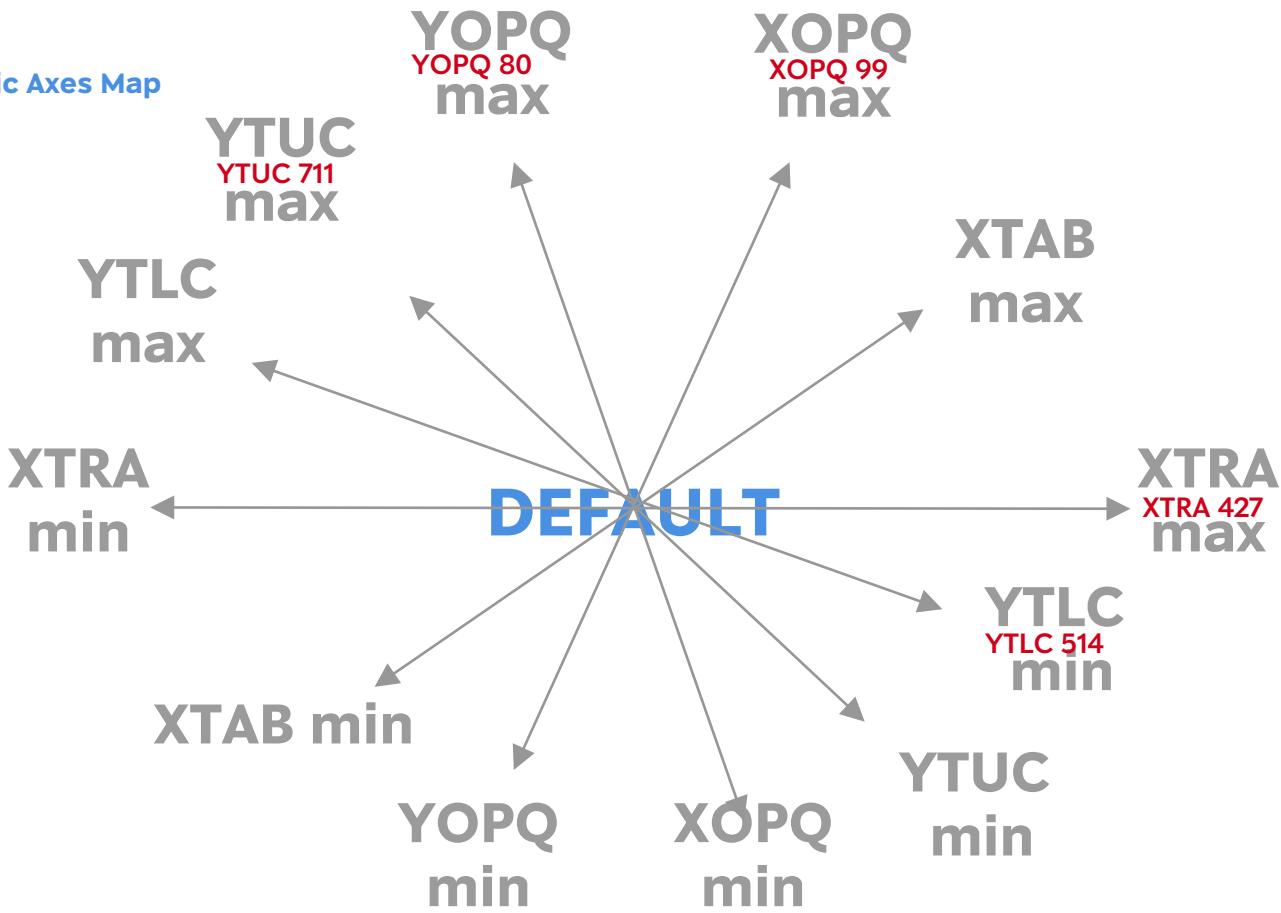 YOPQ
YOPQ 80
max
XOPQ
XOPQ 99
max
ic Axes Map
YTUC
YTUC 711
max
XTAB
max
YTLC
max
XTRA
min
DEFAULT
XTRA
XTRA 427
max
YTLC
YTLC 514
min
XTAB min
YTUC
min
YOPQ
min
XOPQ
min